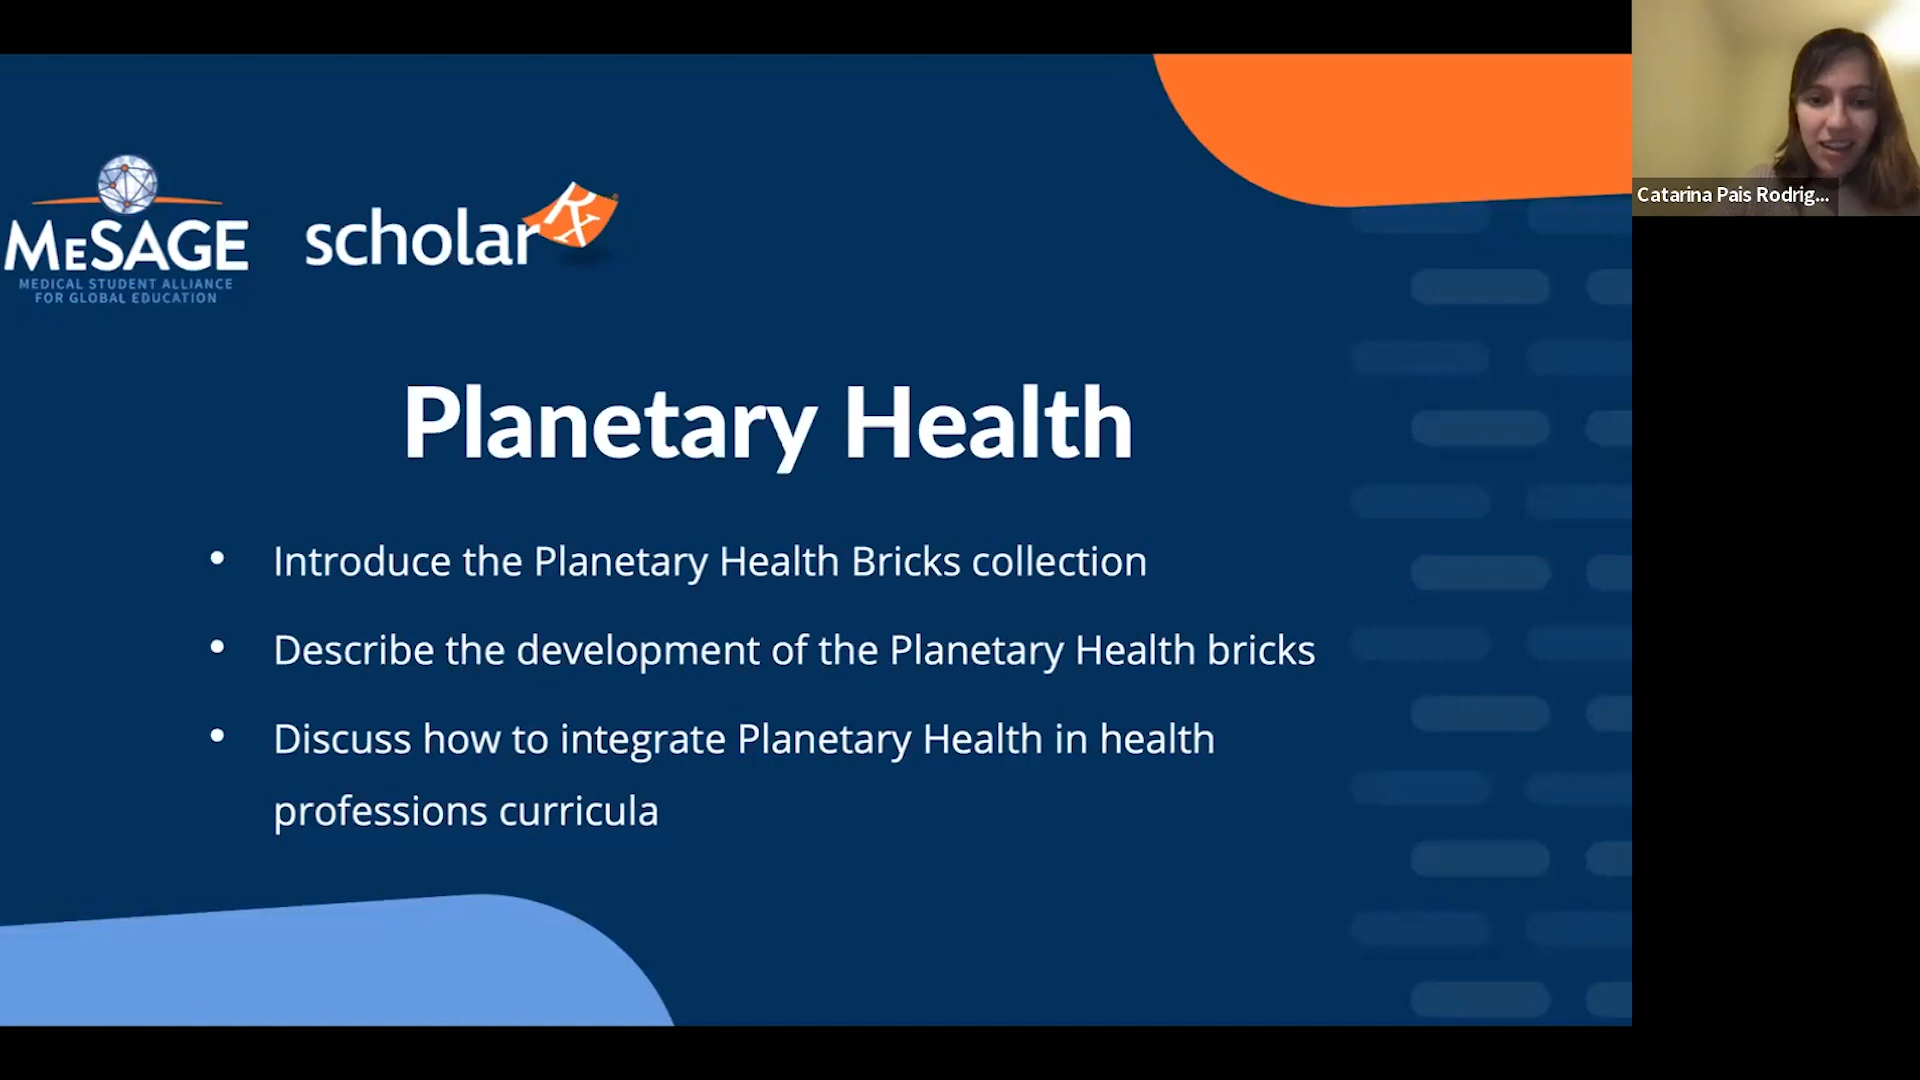 MeSAGE
MEDICAL STUDENT ALLIANCE
FOR GLOBAL EDUCATION
scholar Rx
Planetary Health
• Introduce the Planetary Health Bricks collection
• Describe the development of the Planetary Health bricks
• Discuss how to integrate Planetary Health in health
professions curricula
Catarina Pais Rodrig...